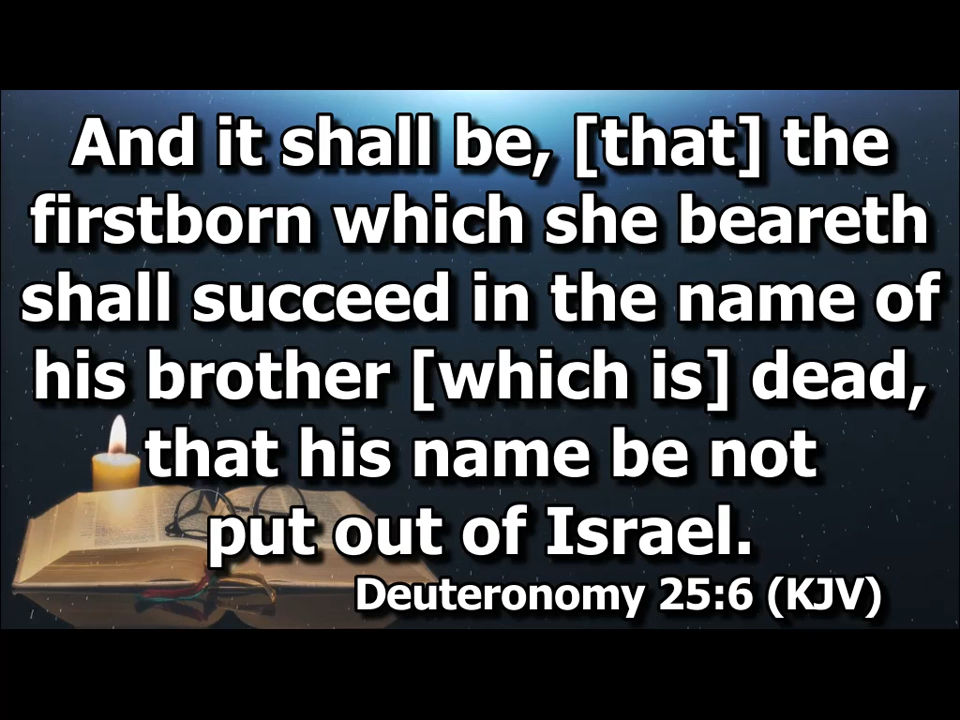 And it shall be, [that] the
firstborn which she beareth
shall succeed in the name of
his brother [which is] dead,
that his name be not
put out of Israel.
Deuteronomy 25:6 (KJV)